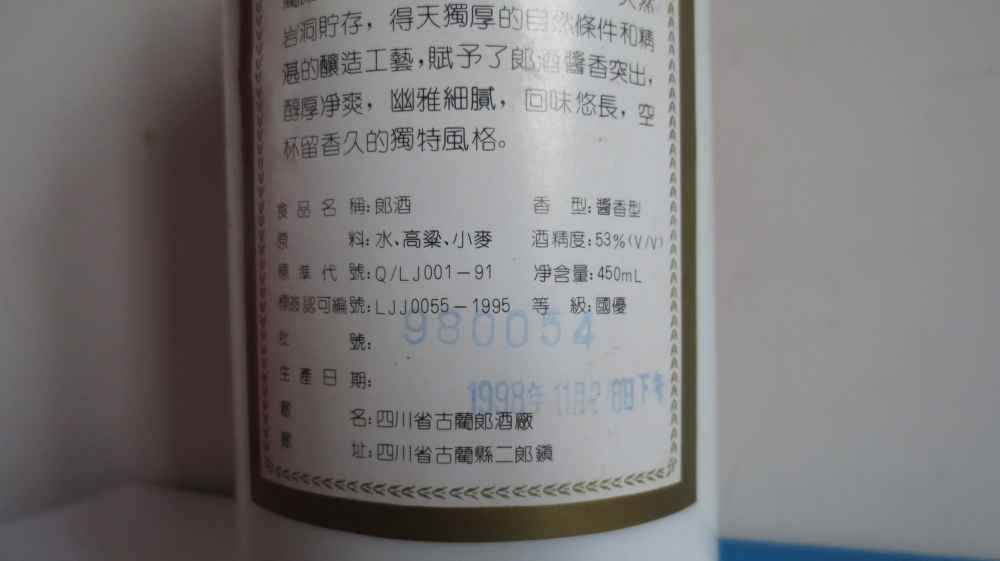 天然
岩洞貯存，得天獨厚的自然條件和精
湛的釀造工藝，賦予了郎酒醬香突出，
醇厚净爽，幽雅細膩，回味悠長，空
杯留香久的獨特風格。
食品名稱：郎酒 香型：醬香型
原料：水、高粱、小麥 酒精度：53%(V/V)
標準代號：Q/LJ001－91 净含量：450mL
標簽認可編號：LJJ0055－1995 等級：國優
批號：980054
生產日期：1998年11月28日下午
廠名：四川省古藺郎酒廠
廠址：四川省古藺縣二郎鎮